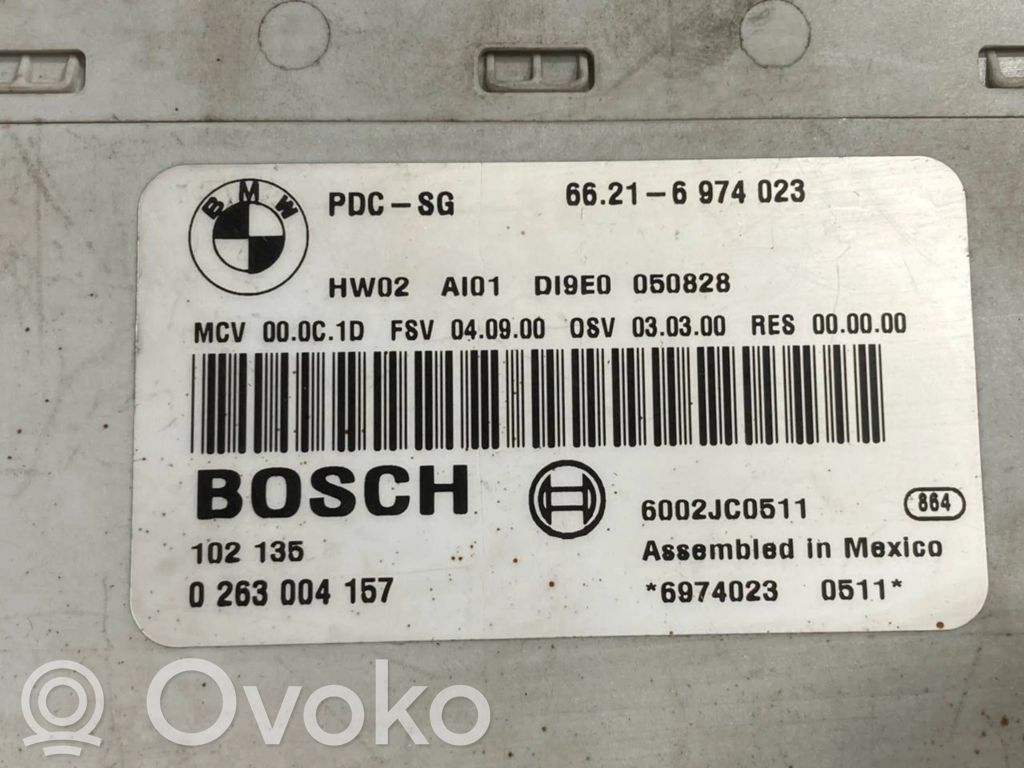 BMW
PDC-SG 66.21-6 974 023
HW02 AI01 DI9E0 050828
MCV 00.0C.1D FSV 04.09.00 OSV 03.03.00 RES 00.00.00
BOSCH
6002JC0511 864
102 135 Assembled in Mexico
0 263 004 157 *6974023 0511*
Ovoko